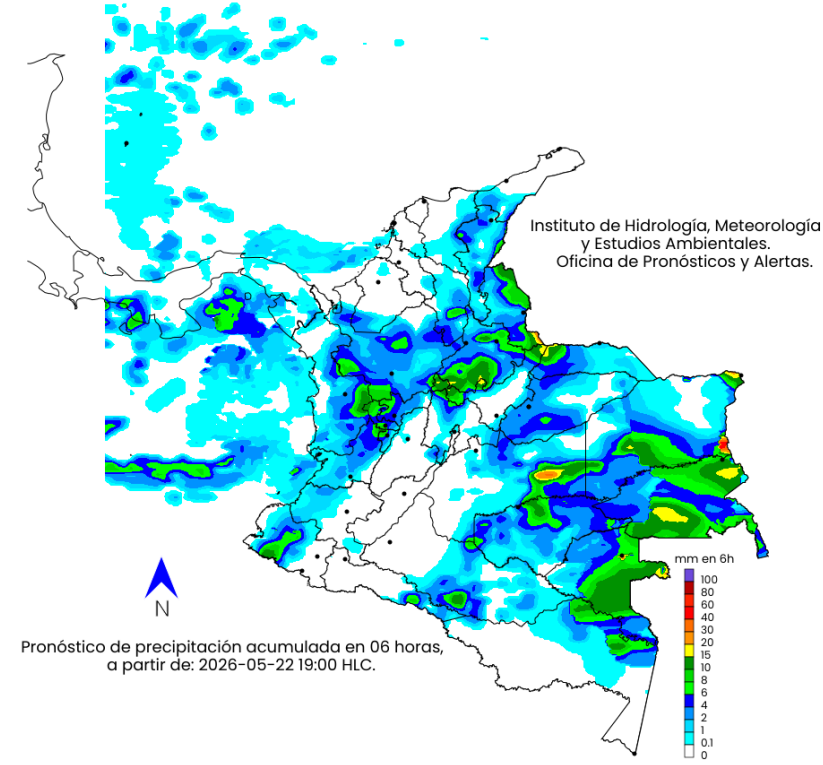 Instituto de Hidrología, Meteorología
y Estudios Ambientales.
Oficina de Pronósticos y Alertas.
mm en 6h
100
80
60
40
30
20
15
10
8
6
4
2
1
0.1
0
N
Pronóstico de precipitación acumulada en 06 horas,
a partir de: 2026-05-22 19:00 HLC.